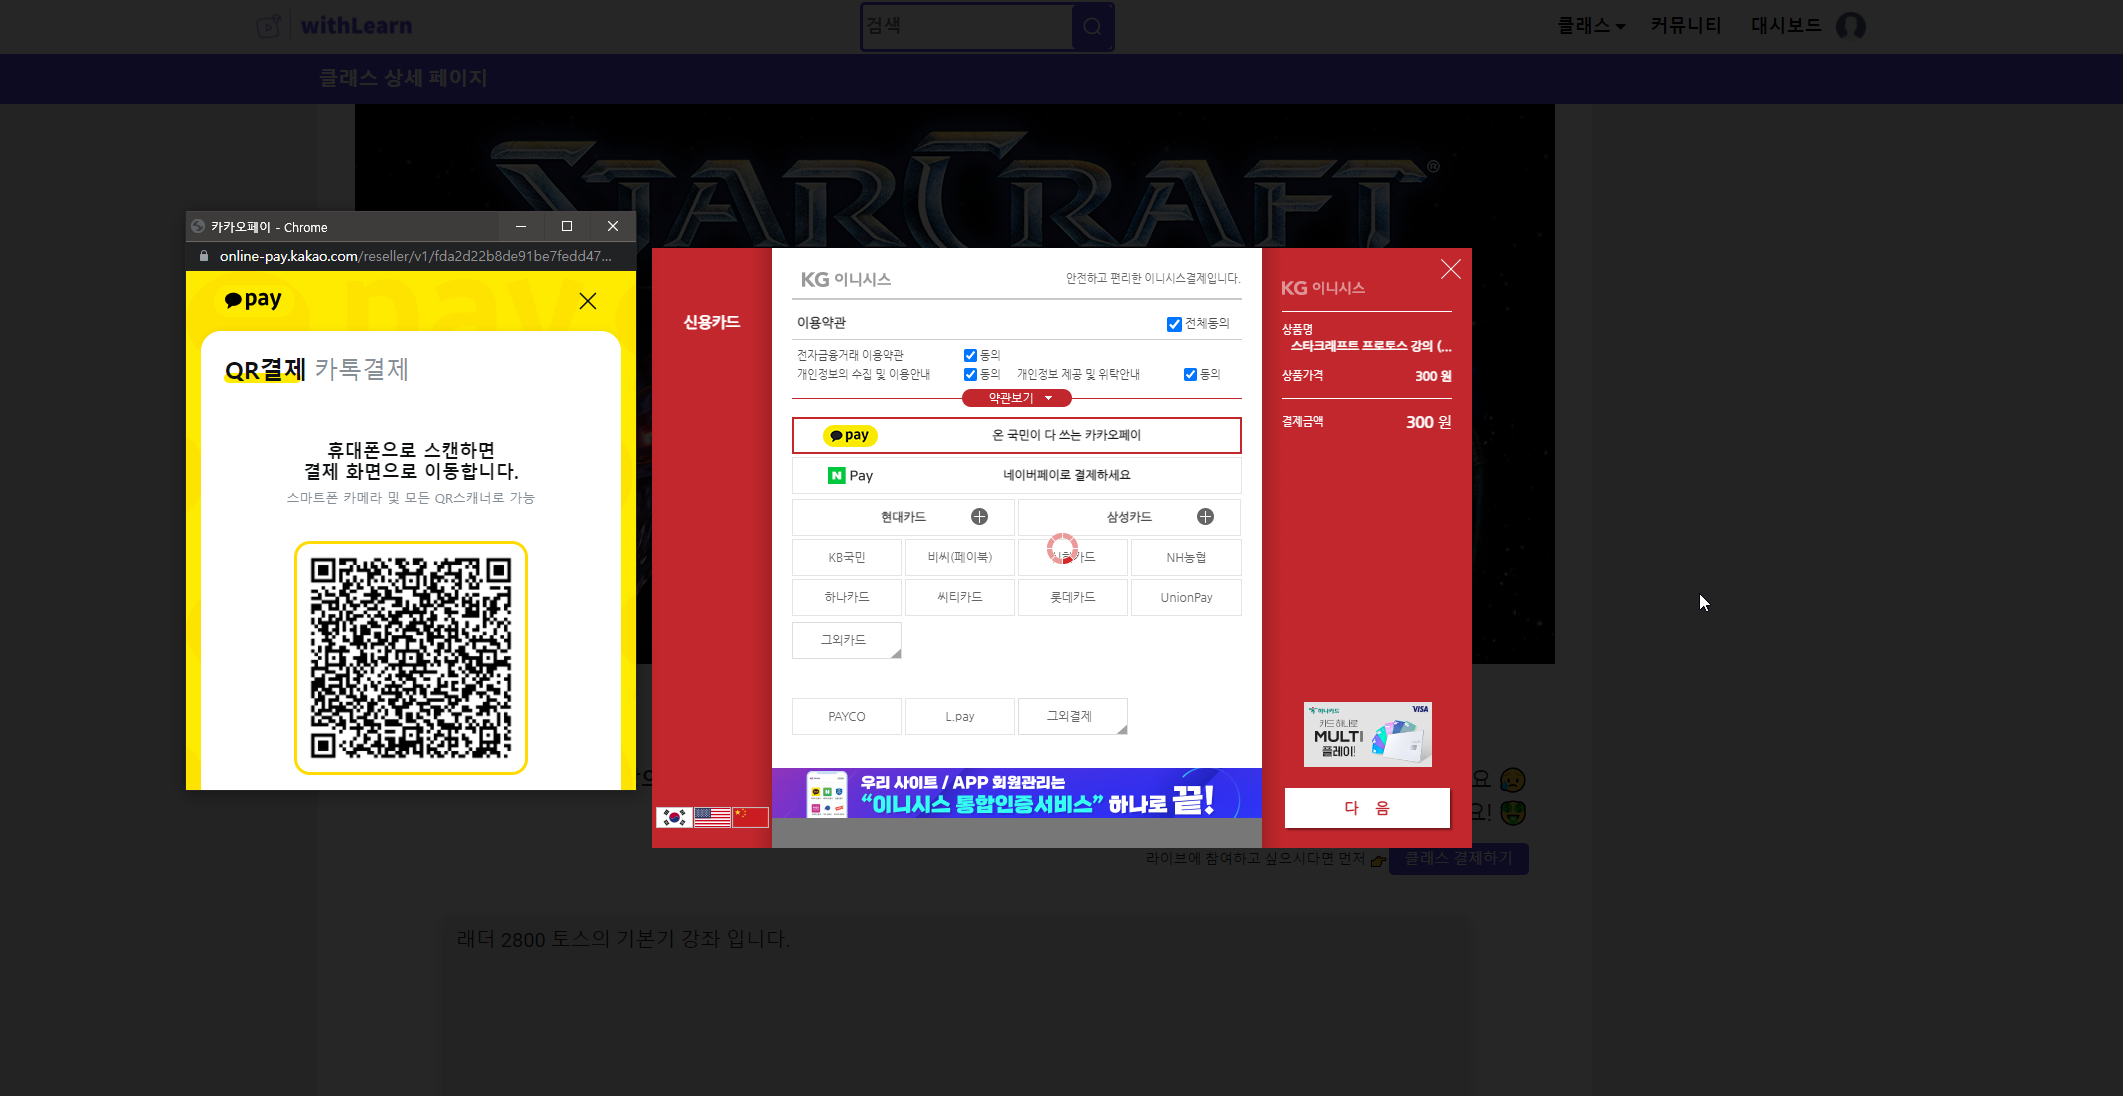 withLearn
검색
클래스
커뮤니티
대시보드
클래스 상세 페이지
STARCRAFT®
카카오페이 - Chrome
online-pay.kakao.com/reseller/v1/fda2d22b8de91be7fedd47...
pay
QR결제 카톡결제
휴대폰으로 스캔하면
결제 화면으로 이동합니다.
스마트폰 카메라 및 모든 QR스캐너로 가능
신용카드
KG 이니시스
안전하고 편리한 이니시스결제입니다.
이용약관
전체동의
전자금융거래 이용약관
동의
개인정보의 수집 및 이용안내
동의
개인정보 제공 및 위탁안내
동의
약관보기
pay
온 국민이 다 쓰는 카카오페이
N Pay
네이버페이로 결제하세요
현대카드
삼성카드
KB국민
비씨(페이북)
신한카드
NH농협
하나카드
씨티카드
롯데카드
UnionPay
그외카드
PAYCO
L.pay
그외결제
우리 사이트 / APP 회원관리는
“이니시스 통합인증서비스” 하나로 끝!
KG 이니시스
상품명
스타크래프트 프로토스 강의 (...
상품가격
300 원
결제금액
300 원
하나카드
VISA
카드 하나로
MULTI
플레이!
다 음
요
요!
라이브에 참여하고 싶으시다면 먼저
클래스 결제하기
래더 2800 토스의 기본기 강좌 입니다.